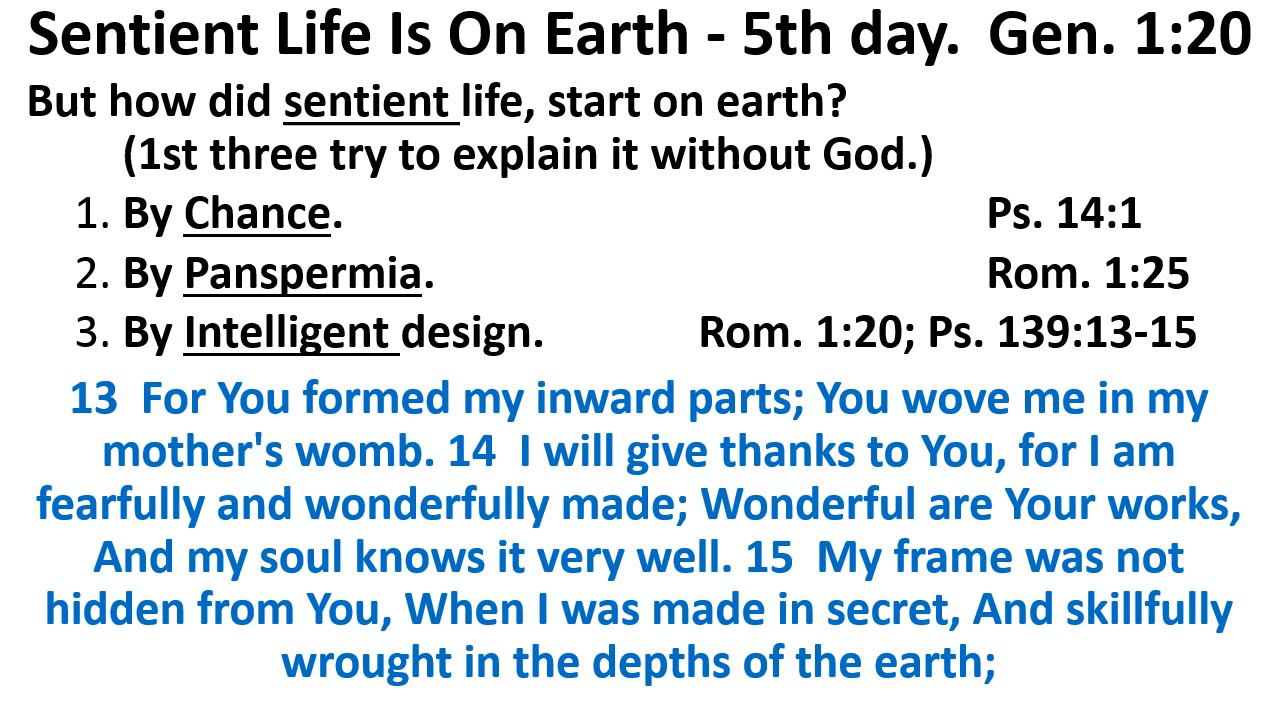 Sentient Life Is On Earth - 5th day.  Gen. 1:20
But how did sentient life, start on earth?
(1st three try to explain it without God.)
1. By Chance. Ps. 14:1
2. By Panspermia. Rom. 1:25
3. By Intelligent design. Rom. 1:20; Ps. 139:13-15
13  For You formed my inward parts; You wove me in my
mother's womb. 14  I will give thanks to You, for I am
fearfully and wonderfully made; Wonderful are Your works,
And my soul knows it very well. 15  My frame was not
hidden from You, When I was made in secret, And skillfully
wrought in the depths of the earth;